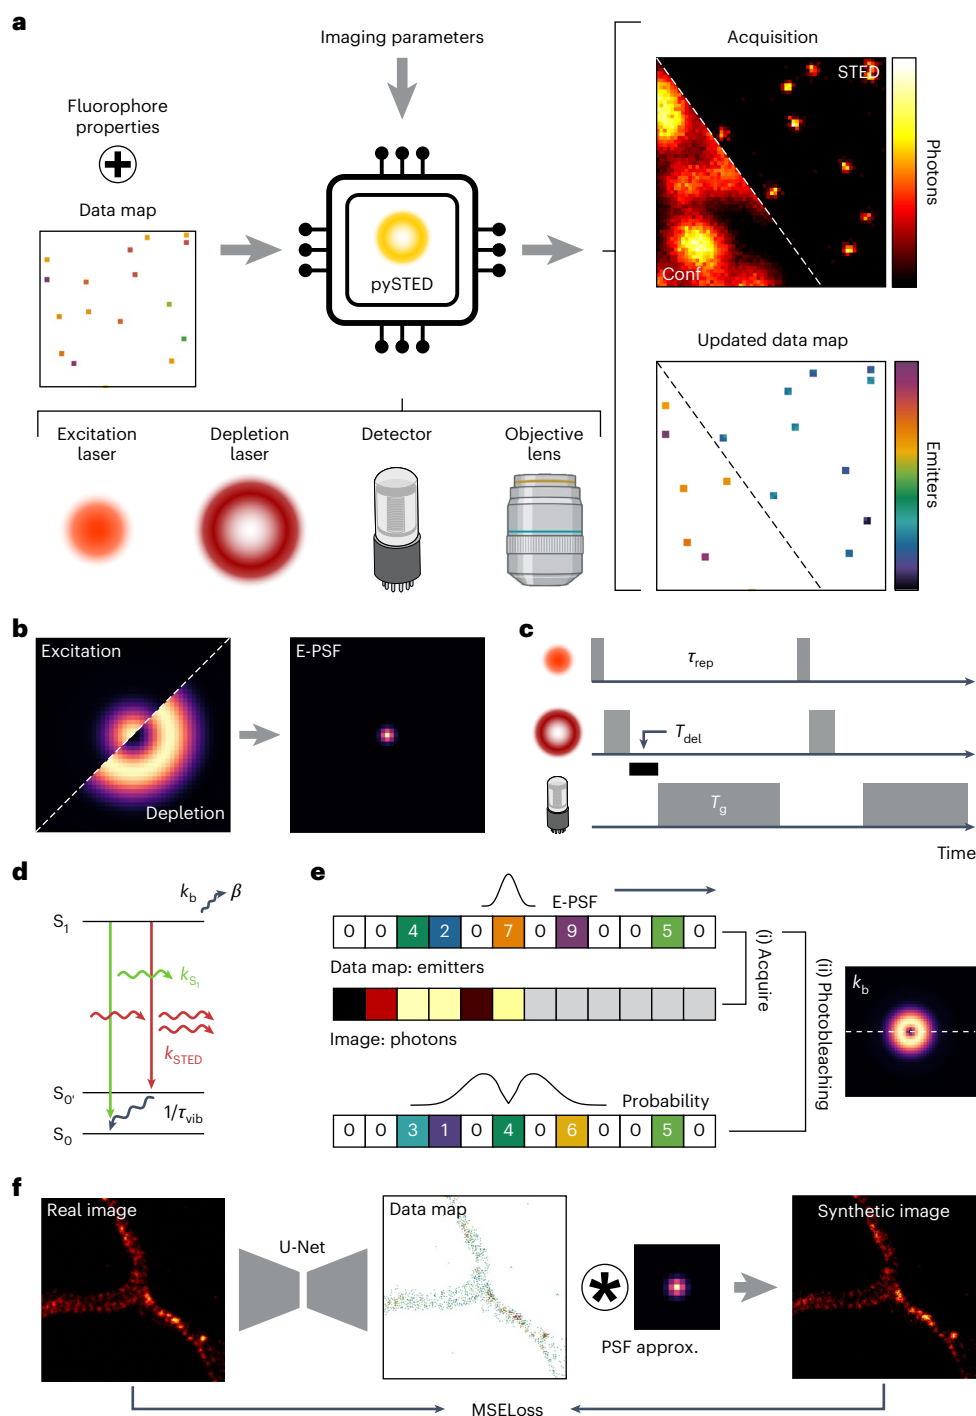 a
Imaging parameters
Fluorophore
properties
Data map
pySTED
Acquisition
STED
Conf
Photons
Updated data map
Emitters
Excitation
laser
Depletion
laser
Detector
Objective
lens
b
Excitation
Depletion
E-PSF
c
τrep
Tdel
Tg
Time
d
kb
β
S1
kS1
kSTED
S0'
1/τvib
S0
e
E-PSF
0 0 4 2 0 7 0 9 0 0 5 0
Data map: emitters
Image: photons
(i) Acquire
(ii) Photobleaching
kb
Probability
0 0 3 1 0 4 0 6 0 0 5 0
f
Real image
U-Net
Data map
*
PSF approx.
Synthetic image
MSELoss